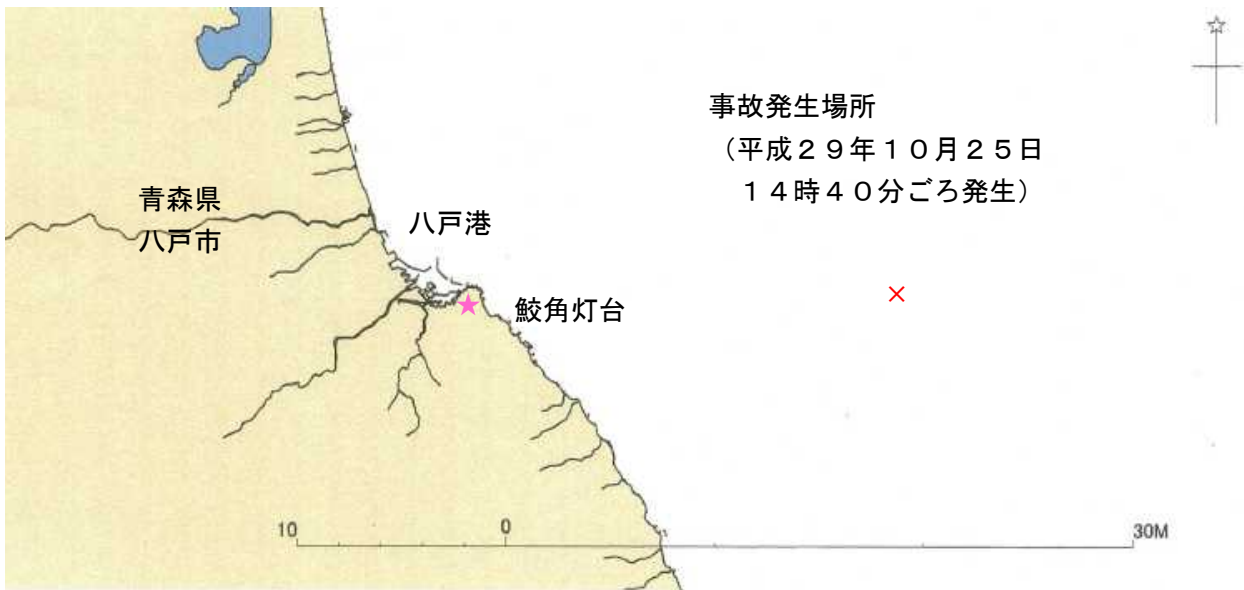 事故発生場所
（平成２９年１０月２５日
１４時４０分ごろ発生）
青森県
八戸市
八戸港
鮫角灯台
10
0
30M